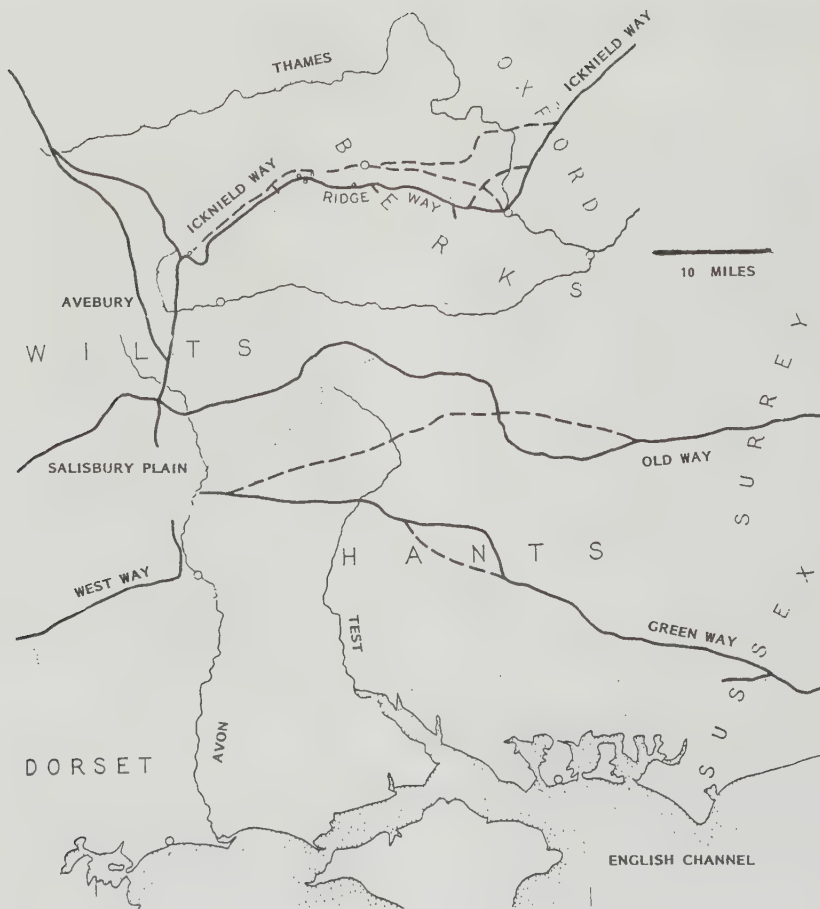 THAMES
ICKNIELD WAY
OXFORD
BERKS
ICKNIELD WAY
RIDGE WAY
10 MILES
AVEBURY
WILTS
SURREY
SALISBURY PLAIN
OLD WAY
HANTS
WEST WAY
TEST
GREEN WAY
SUSSEX
AVON
DORSET
ENGLISH CHANNEL